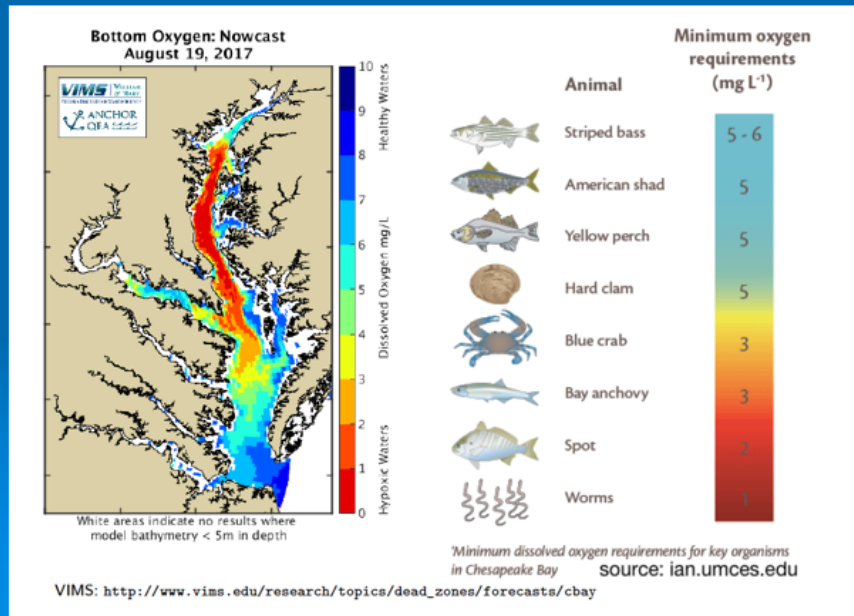 Bottom Oxygen: Nowcast
August 19, 2017
VIMS WILLIAM & MARY
ANCHOR
QEA
10
9
8
7
6
5
4
3
2
1
0
Healthy Waters
Dissolved Oxygen mg/L
Hypoxic Waters
White areas indicate no results where
model bathymetry < 5m in depth
Minimum oxygen
requirements
(mg L-1)
Animal
Striped bass 5 - 6
American shad 5
Yellow perch 5
Hard clam 5
Blue crab 3
Bay anchovy 3
Spot 2
Worms 1
'Minimum dissolved oxygen requirements for key organisms
in Chesapeake Bay source: ian.umces.edu
VIMS: http://www.vims.edu/research/topics/dead_zones/forecasts/cbay